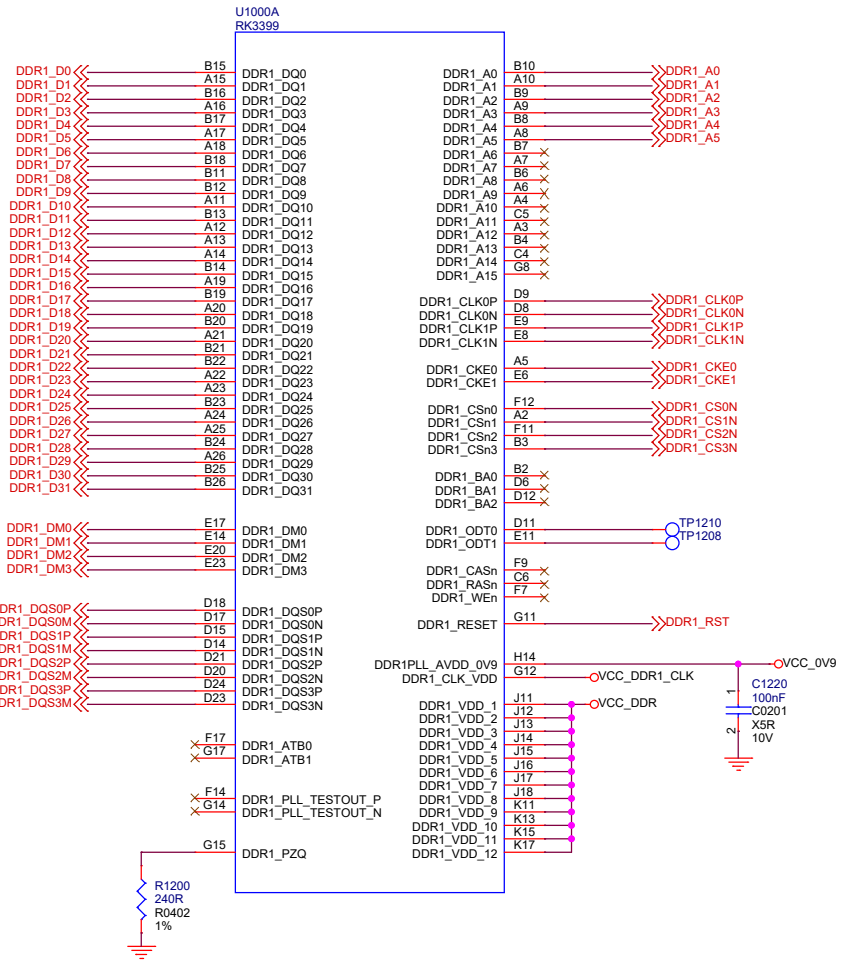 U1000A
RK3399
DDR1_D0 B15 DDR1_DQ0
DDR1_D1 A15 DDR1_DQ1
DDR1_D2 B16 DDR1_DQ2
DDR1_D3 A16 DDR1_DQ3
DDR1_D4 B17 DDR1_DQ4
DDR1_D5 A17 DDR1_DQ5
DDR1_D6 A18 DDR1_DQ6
DDR1_D7 B18 DDR1_DQ7
DDR1_D8 B11 DDR1_DQ8
DDR1_D9 B12 DDR1_DQ9
DDR1_D10 A11 DDR1_DQ10
DDR1_D11 B13 DDR1_DQ11
DDR1_D12 A12 DDR1_DQ12
DDR1_D13 A13 DDR1_DQ13
DDR1_D14 A14 DDR1_DQ14
DDR1_D15 B14 DDR1_DQ15
DDR1_D16 A19 DDR1_DQ16
DDR1_D17 B19 DDR1_DQ17
DDR1_D18 A20 DDR1_DQ18
DDR1_D19 B20 DDR1_DQ19
DDR1_D20 A21 DDR1_DQ20
DDR1_D21 B21 DDR1_DQ21
DDR1_D22 B22 DDR1_DQ22
DDR1_D23 A22 DDR1_DQ23
DDR1_D24 A23 DDR1_DQ24
DDR1_D25 B23 DDR1_DQ25
DDR1_D26 A24 DDR1_DQ26
DDR1_D27 A25 DDR1_DQ27
DDR1_D28 B24 DDR1_DQ28
DDR1_D29 A26 DDR1_DQ29
DDR1_D30 B25 DDR1_DQ30
DDR1_D31 B26 DDR1_DQ31
DDR1_DM0 E17 DDR1_DM0
DDR1_DM1 E14 DDR1_DM1
DDR1_DM2 E20 DDR1_DM2
DDR1_DM3 E23 DDR1_DM3
DR1_DQS0P D18 DDR1_DQS0P
DR1_DQS0M D17 DDR1_DQS0N
DR1_DQS1P D15 DDR1_DQS1P
DR1_DQS1M D14 DDR1_DQS1N
DR1_DQS2P D21 DDR1_DQS2P
DR1_DQS2M D20 DDR1_DQS2N
DR1_DQS3P D24 DDR1_DQS3P
DR1_DQS3M D23 DDR1_DQS3N
F17 DDR1_ATB0
G17 DDR1_ATB1
F14 DDR1_PLL_TESTOUT_P
G14 DDR1_PLL_TESTOUT_N
G15 DDR1_PZQ
R1200
240R
R0402
1%
DDR1_A0 B10 DDR1_A0
DDR1_A1 A10 DDR1_A1
DDR1_A2 B9 DDR1_A2
DDR1_A3 A9 DDR1_A3
DDR1_A4 B8 DDR1_A4
DDR1_A5 A8 DDR1_A5
DDR1_A6 B7
DDR1_A7 A7
DDR1_A8 B6
DDR1_A9 A6
DDR1_A10 A4
DDR1_A11 C5
DDR1_A12 A3
DDR1_A13 B4
DDR1_A14 C4
DDR1_A15 G8
DDR1_CLK0P D9 DDR1_CLK0P
DDR1_CLK0N D8 DDR1_CLK0N
DDR1_CLK1P E9 DDR1_CLK1P
DDR1_CLK1N E8 DDR1_CLK1N
DDR1_CKE0 A5 DDR1_CKE0
DDR1_CKE1 E6 DDR1_CKE1
DDR1_CSn0 F12 DDR1_CS0N
DDR1_CSn1 A2 DDR1_CS1N
DDR1_CSn2 F11 DDR1_CS2N
DDR1_CSn3 B3 DDR1_CS3N
DDR1_BA0 B2
DDR1_BA1 D6
DDR1_BA2 D12
DDR1_ODT0 D11 TP1210
DDR1_ODT1 E11 TP1208
DDR1_CASn F9
DDR1_RASn C6
DDR1_WEn F7
DDR1_RESET G11 DDR1_RST
DDR1PLL_AVDD_0V9 H14 VCC_0V9
DDR1_CLK_VDD G12 VCC_DDR1_CLK
DDR1_VDD_1 J11 VCC_DDR
DDR1_VDD_2 J12
DDR1_VDD_3 J13
DDR1_VDD_4 J14
DDR1_VDD_5 J15
DDR1_VDD_6 J16
DDR1_VDD_7 J17
DDR1_VDD_8 J18
DDR1_VDD_9 K11
DDR1_VDD_10 K13
DDR1_VDD_11 K15
DDR1_VDD_12 K17
1
2
C1220
100nF
C0201
X5R
10V